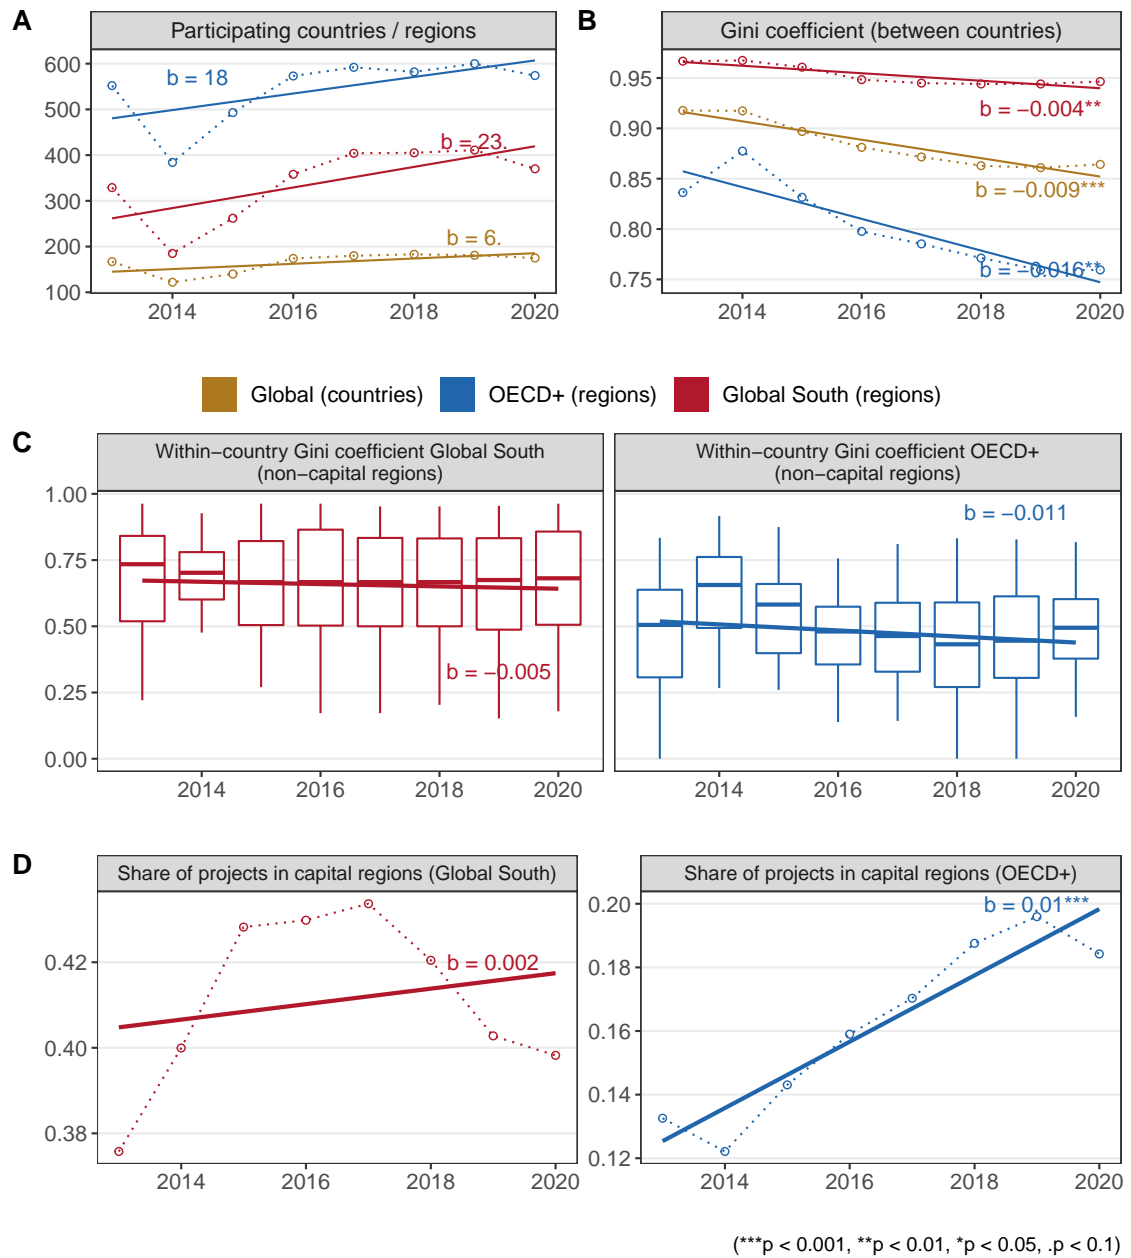 A
Participating countries / regions
600
500
400
300
200
100
b = 18
b = 23
b = 6.
2014 2016 2018 2020
B
Gini coefficient (between countries)
0.95
0.90
0.85
0.80
0.75
b = −0.004**
b = −0.009***
b = −0.016**
2014 2016 2018 2020
Global (countries) OECD+ (regions) Global South (regions)
C
Within−country Gini coefficient Global South
(non−capital regions)
1.00
0.75
0.50
0.25
0.00
b = −0.005
2014 2016 2018 2020
Within−country Gini coefficient OECD+
(non−capital regions)
b = −0.011
2014 2016 2018 2020
D
Share of projects in capital regions (Global South)
0.42
0.40
0.38
b = 0.002
2014 2016 2018 2020
Share of projects in capital regions (OECD+)
0.20
0.18
0.16
0.14
0.12
b = 0.01***
2014 2016 2018 2020
(***p < 0.001, **p < 0.01, *p < 0.05, .p < 0.1)